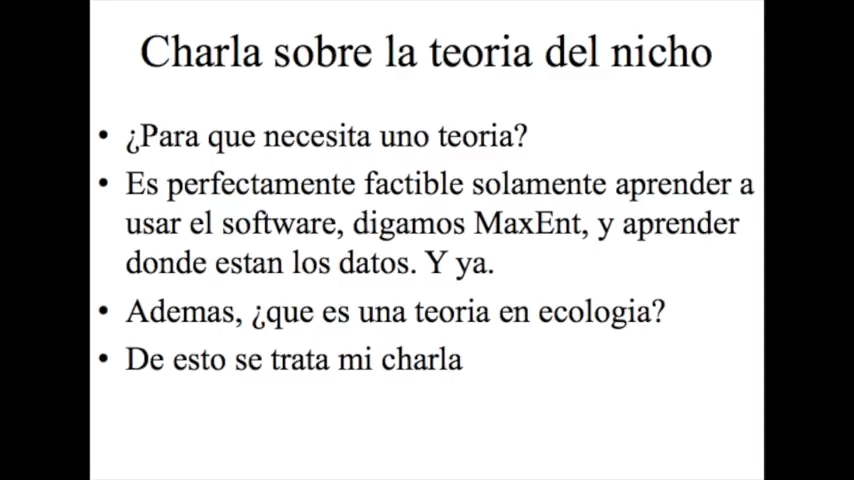 Charla sobre la teoria del nicho
• ¿Para que necesita uno teoria?
• Es perfectamente factible solamente aprender a
usar el software, digamos MaxEnt, y aprender
donde estan los datos. Y ya.
• Ademas, ¿que es una teoria en ecologia?
• De esto se trata mi charla